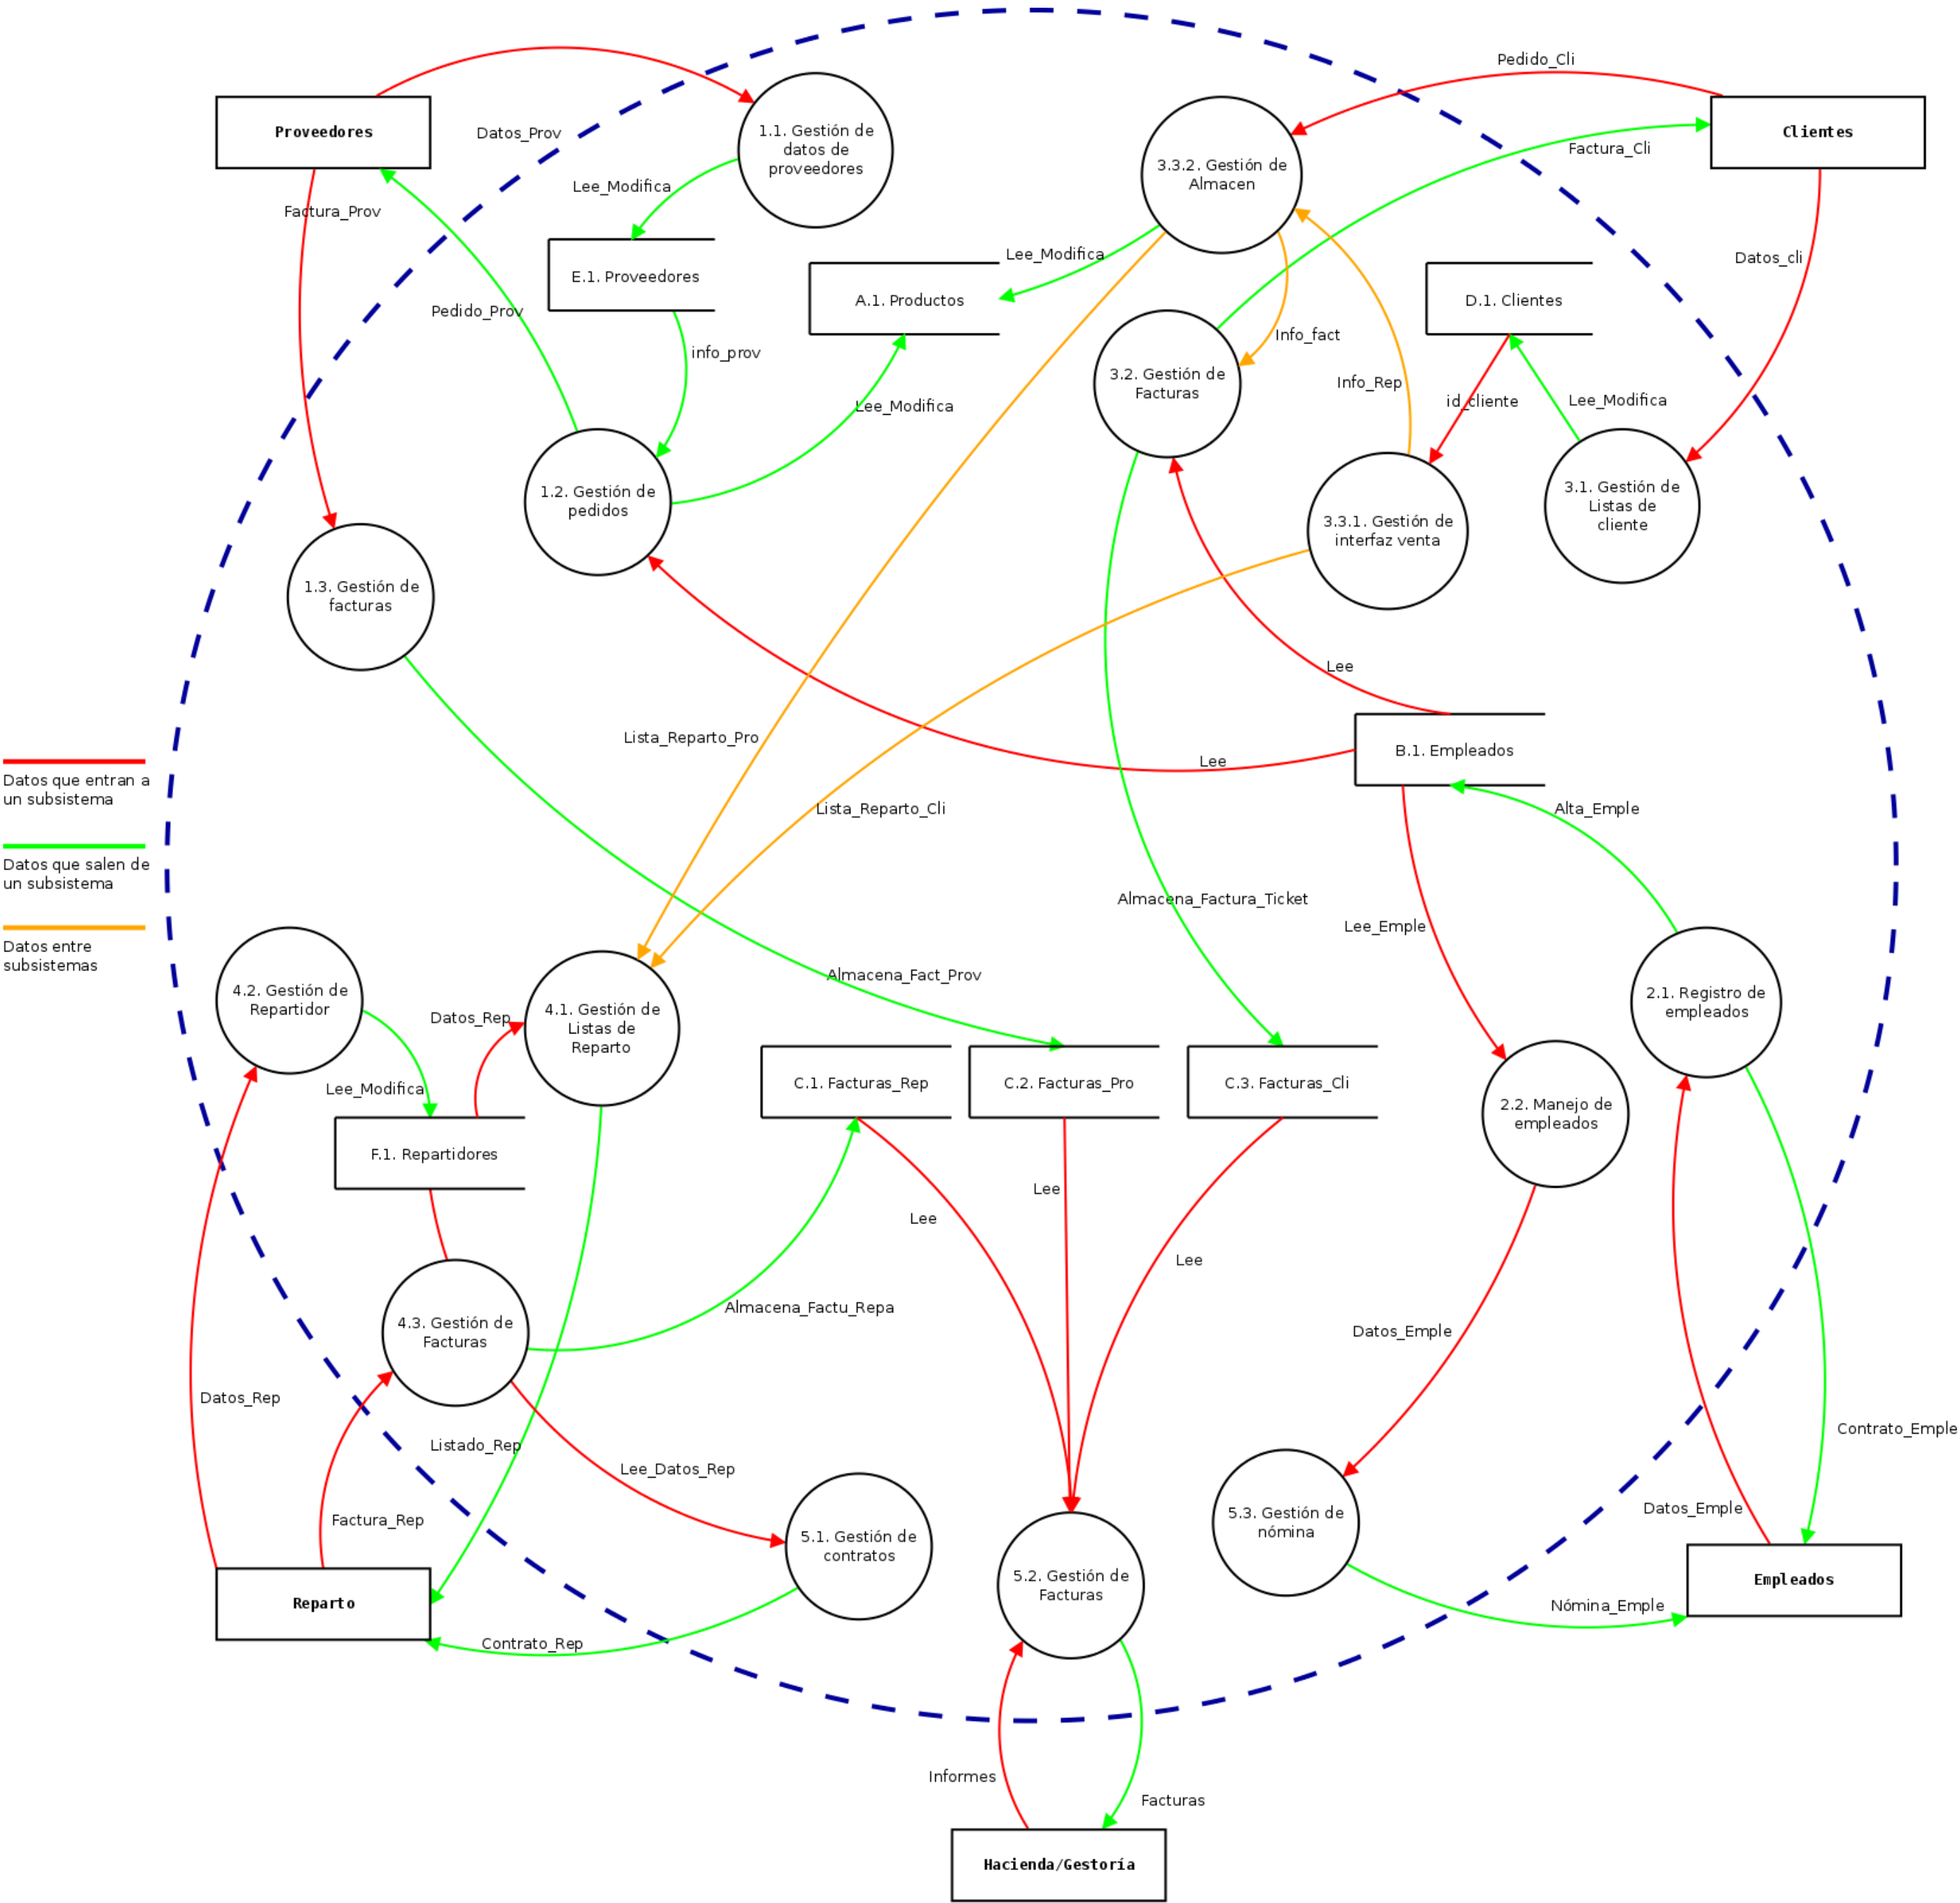 Pedido_Cli
Proveedores
Datos_Prov
1.1. Gestión de
datos de
proveedores
3.3.2. Gestión de
Almacen
Factura_Cli
Clientes
Lee_Modifica
Factura_Prov
Lee_Modifica
Datos_cli
E.1. Proveedores
A.1. Productos
D.1. Clientes
Pedido_Prov
info_prov
Info_fact
3.2. Gestión de
Facturas
Info_Rep
id_cliente
Lee_Modifica
Lee_Modifica
1.2. Gestión de
pedidos
3.3.1. Gestión de
interfaz venta
3.1. Gestión de
Listas de
cliente
1.3. Gestión de
facturas
Lee
Lista_Reparto_Pro
Lee
B.1. Empleados
Datos que entran a
un subsistema
Lista_Reparto_Cli
Alta_Emple
Datos que salen de
un subsistema
Almacena_Factura_Ticket
Lee_Emple
Datos entre
subsistemas
Almacena_Fact_Prov
4.2. Gestión de
Repartidor
Datos_Rep
4.1. Gestión de
Listas de
Reparto
2.1. Registro de
empleados
Lee_Modifica
C.1. Facturas_Rep
C.2. Facturas_Pro
C.3. Facturas_Cli
2.2. Manejo de
empleados
F.1. Repartidores
Lee
Lee
Lee
Almacena_Factu_Repa
4.3. Gestión de
Facturas
Datos_Emple
Datos_Rep
Listado_Rep
Contrato_Emple
Lee_Datos_Rep
Factura_Rep
Datos_Emple
5.1. Gestión de
contratos
5.3. Gestión de
nómina
5.2. Gestión de
Facturas
Empleados
Reparto
Nómina_Emple
Contrato_Rep
Informes
Facturas
Hacienda/Gestoría